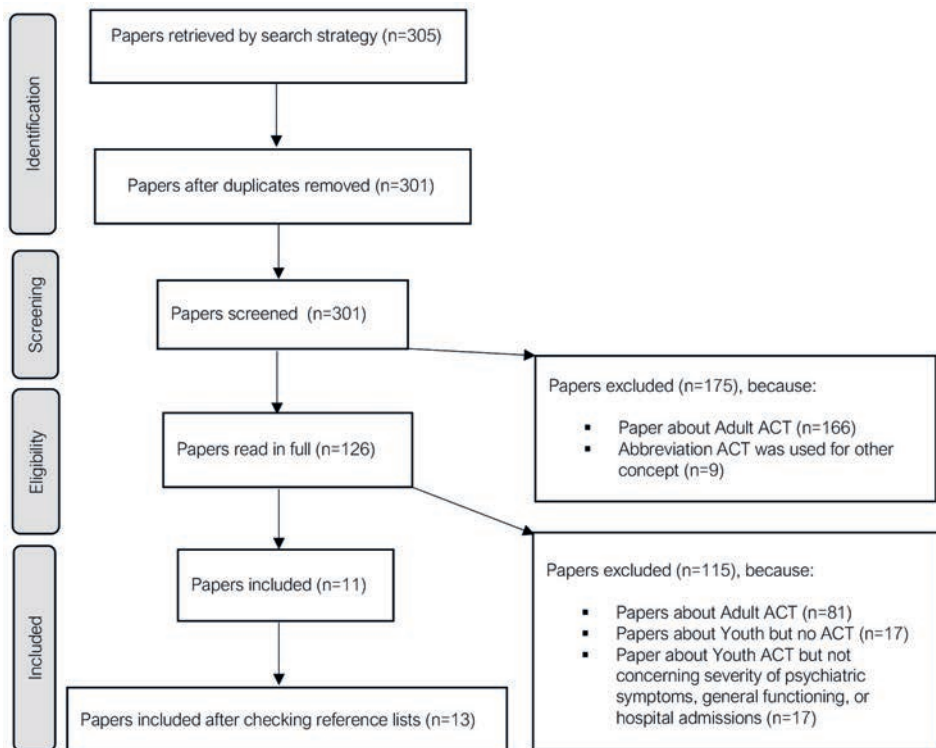 Identification
Papers retrieved by search strategy (n=305)
Papers after duplicates removed (n=301)
Screening
Papers screened (n=301)
Papers excluded (n=175), because:
▪ Paper about Adult ACT (n=166)
▪ Abbreviation ACT was used for other
concept (n=9)
Eligibility
Papers read in full (n=126)
Papers excluded (n=115), because:
▪ Papers about Adult ACT (n=81)
▪ Papers about Youth but no ACT (n=17)
▪ Paper about Youth ACT but not
concerning severity of psychiatric
symptoms, general functioning, or
hospital admissions (n=17)
Included
Papers included (n=11)
Papers included after checking reference lists (n=13)